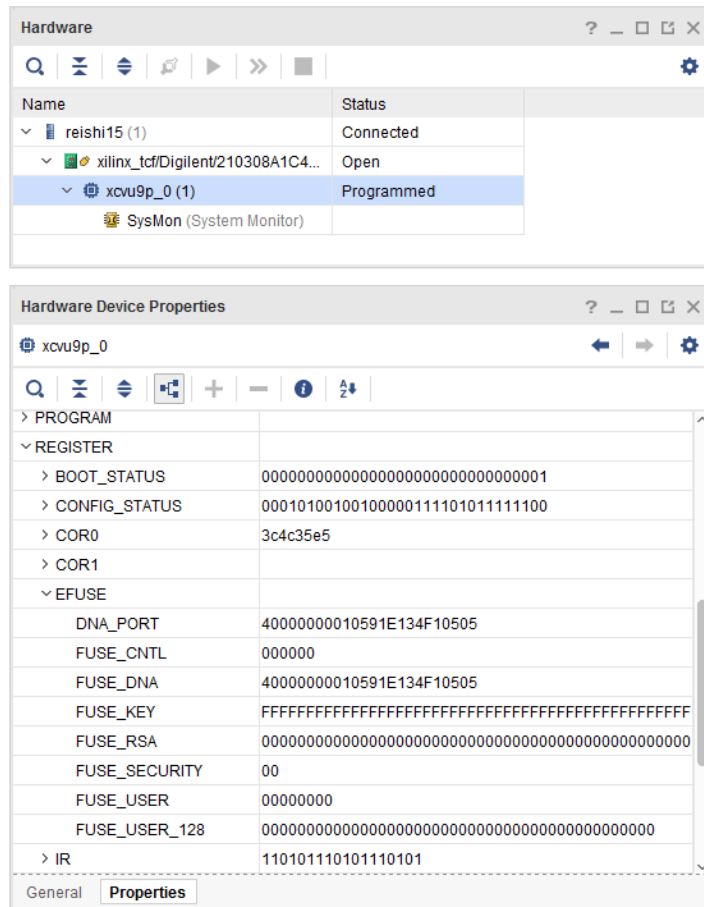 Hardware
Name Status
reishi15 (1) Connected
xilinx_tcf/Digilent/210308A1C4... Open
xcvu9p_0 (1) Programmed
SysMon (System Monitor)
Hardware Device Properties
xcvu9p_0
PROGRAM
REGISTER
BOOT_STATUS 00000000000000000000000000000001
CONFIG_STATUS 00010100100100000111101011111100
COR0 3c4c35e5
COR1
EFUSE
DNA_PORT 40000000010591E134F10505
FUSE_CNTL 000000
FUSE_DNA 40000000010591E134F10505
FUSE_KEY FFFFFFFFFFFFFFFFFFFFFFFFFFFFFFFFFFFFFFFFFFFFFFFFF
FUSE_RSA 000000000000000000000000000000000000000000000000
FUSE_SECURITY 00
FUSE_USER 00000000
FUSE_USER_128 00000000000000000000000000000000000000000000
IR 110101110101110101
General Properties